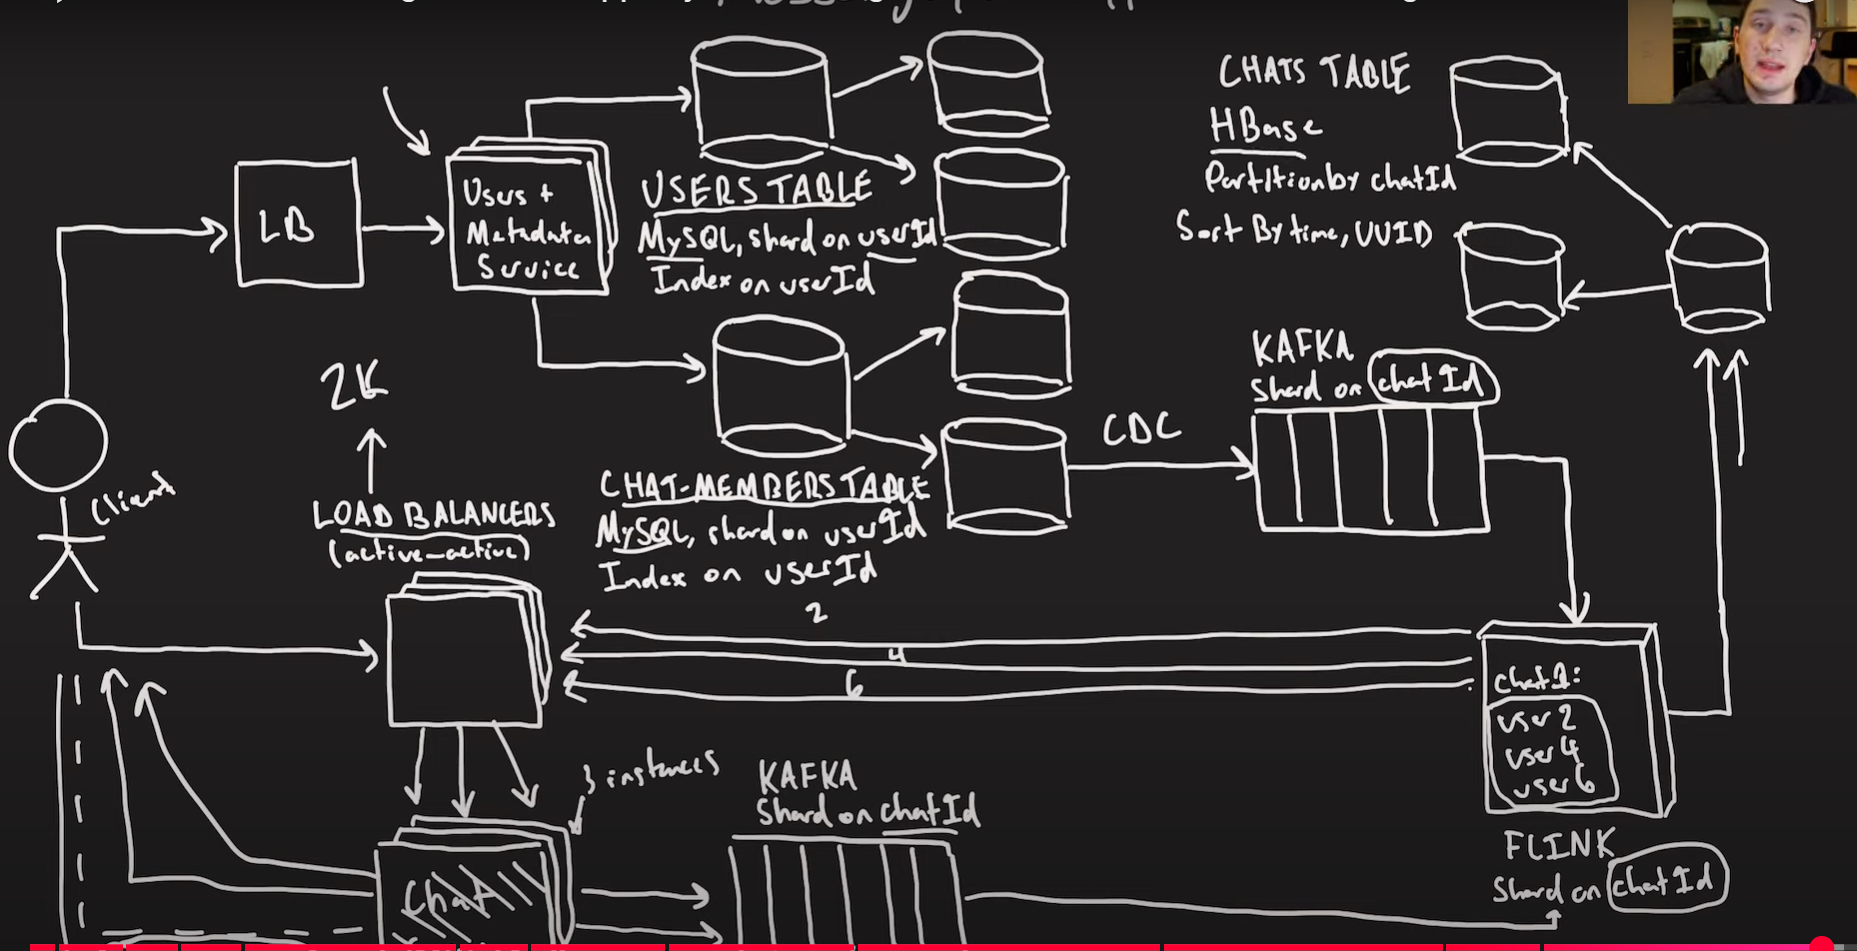 LB
Users +
Metadata
Service
USERS TABLE
MySQL, shard on userId
Index on userId
CHATS TABLE
HBase
Partition by chatId
Sort By time, UUID
2K
LOAD BALANCERS
(active-active)
Client
CHAT-MEMBERS TABLE
MySQL, shard on userId
Index on userId
CDC
KAFKA
Shard on chatId
2
4
6
chat 1:
user 2
user 4
user 6
FLINK
Shard on chatId
3 instances
KAFKA
Shard on chatId
Chat